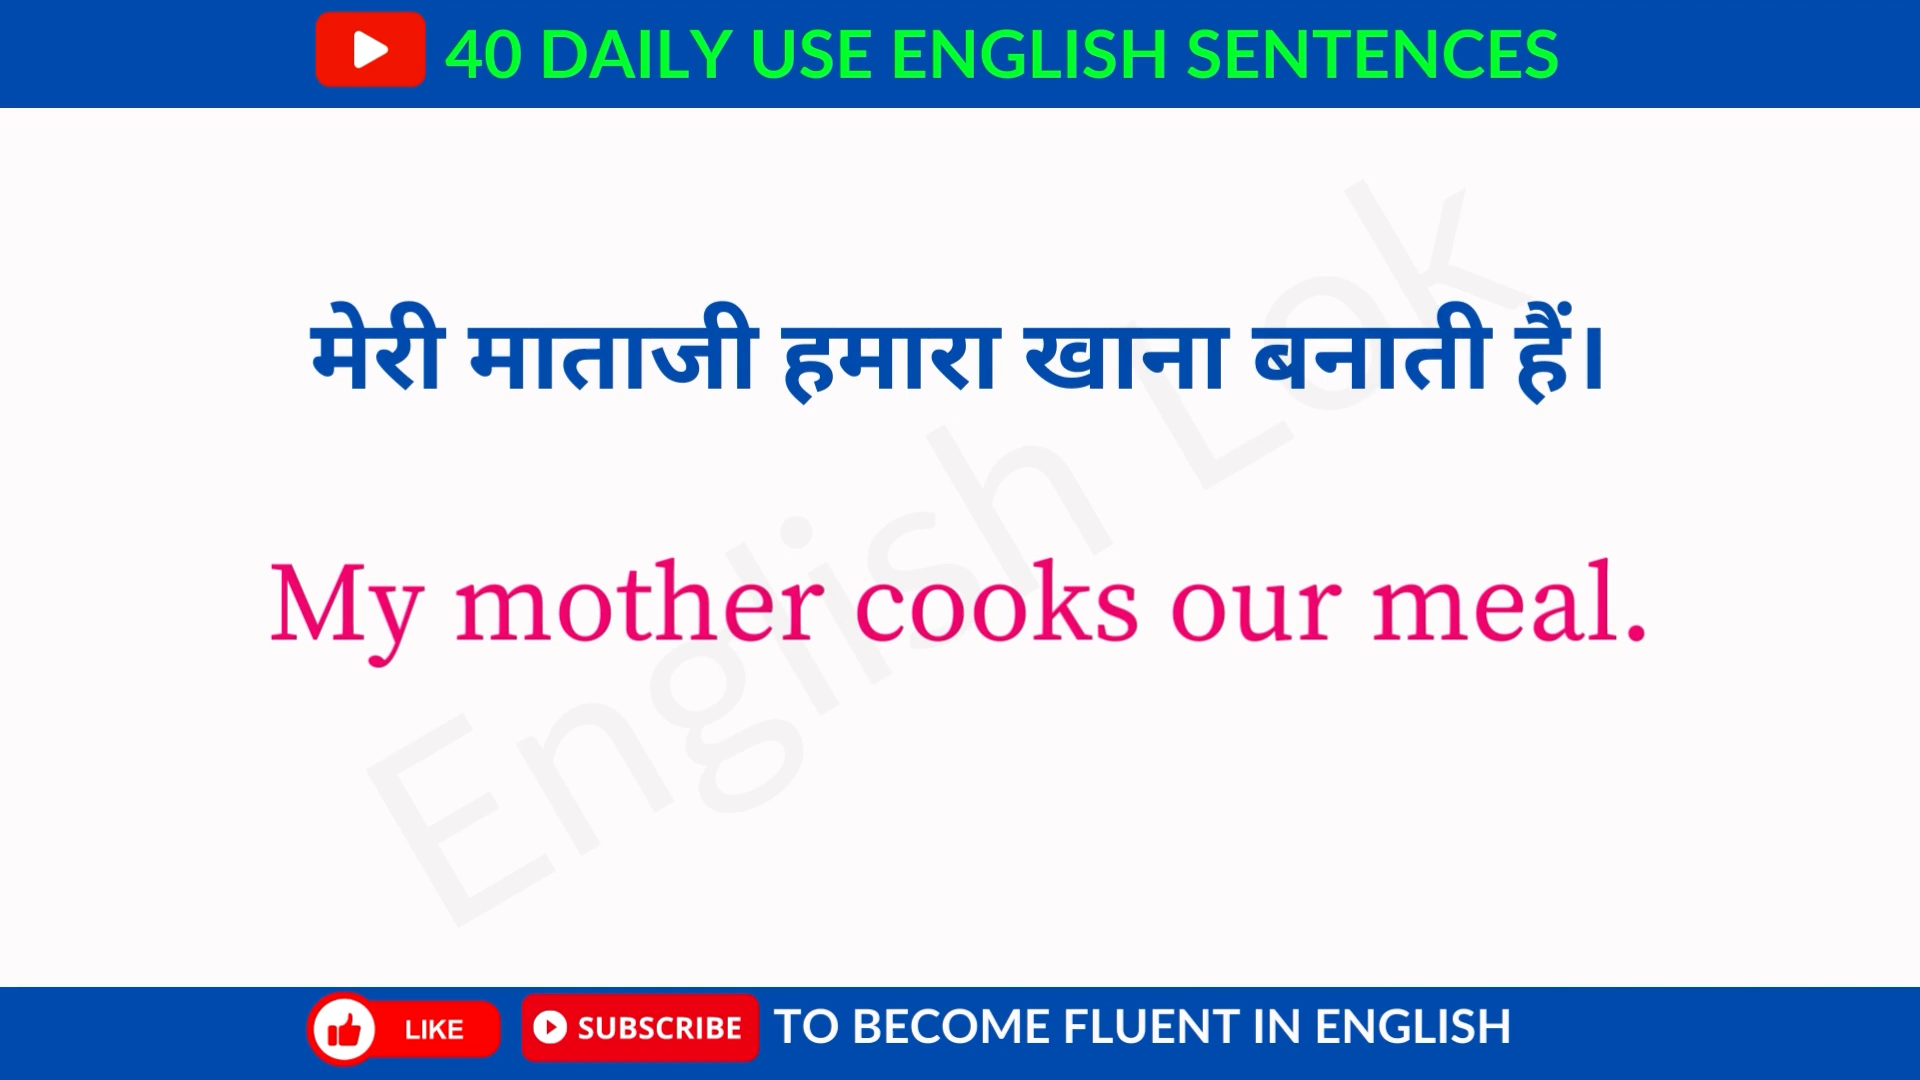 40 DAILY USE ENGLISH SENTENCES
मेरी माताजी हमारा खाना बनाती हैं।
My mother cooks our meal.
English Lok
LIKE SUBSCRIBE TO BECOME FLUENT IN ENGLISH